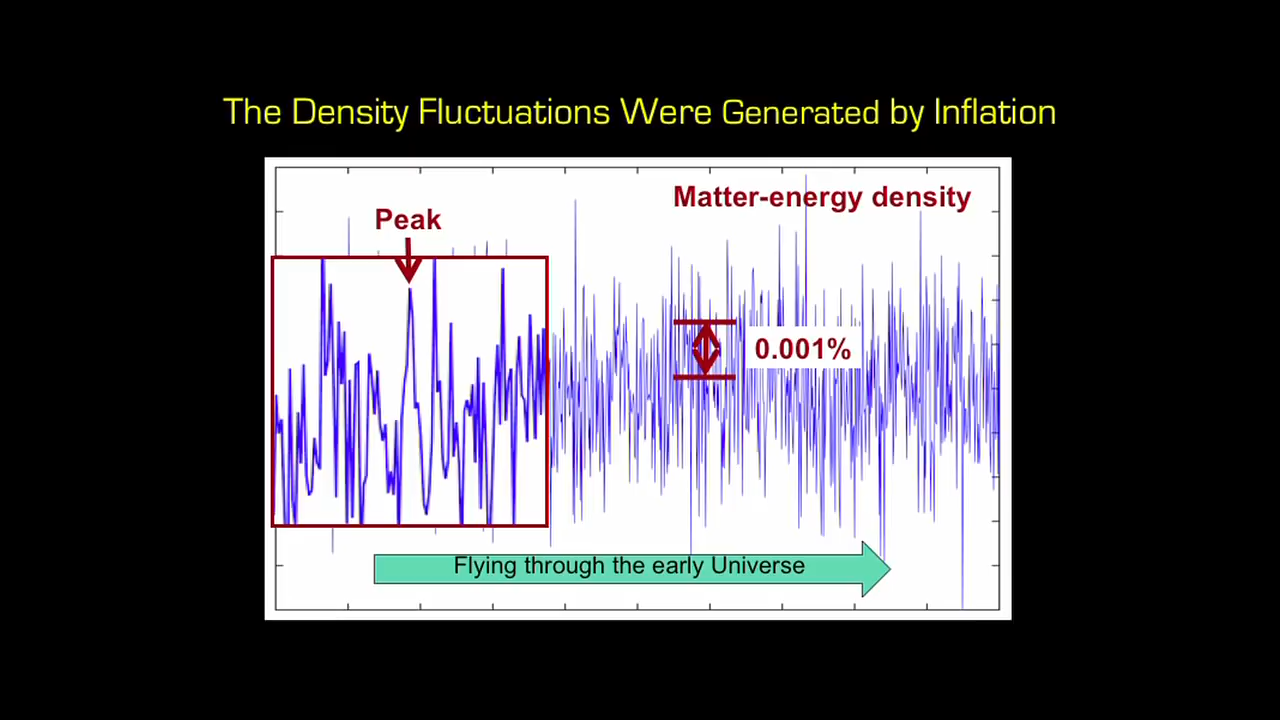 The Density Fluctuations Were Generated by Inflation
Matter-energy density
Peak
0.001%
Flying through the early Universe